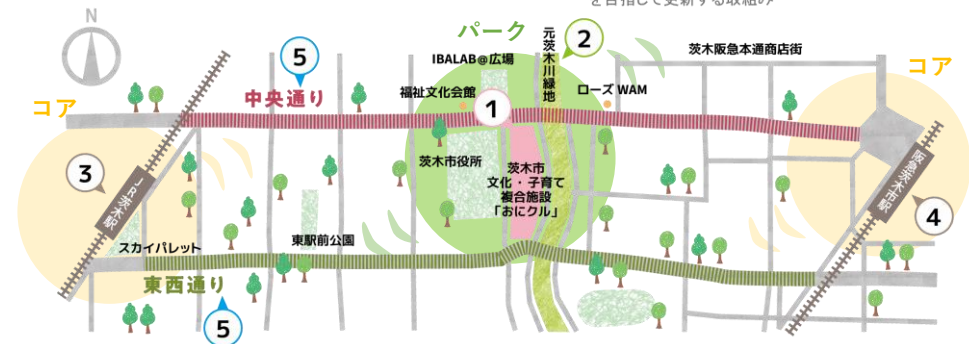 を目指して更新する取組み
N
パーク
元茨木川緑地
2
5
IBALAB@広場
茨木阪急本通商店街
コア
コア
中央通り
福祉文化会館
1
ローズ WAM
3
JR茨木駅
茨木市役所
茨木市
文化・子育て
複合施設
「おにクル」
阪急茨木市駅
4
スカイパレット
東駅前公園
東西通り
5